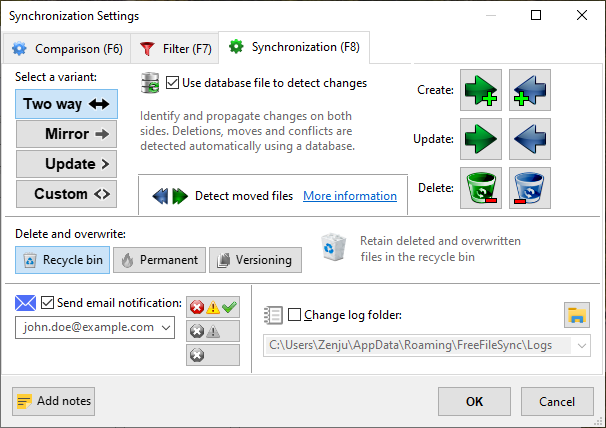 Synchronization Settings
Comparison (F6)
Filter (F7)
Synchronization (F8)
Select a variant:
Two way
Mirror
Update
Custom
Use database file to detect changes
Identify and propagate changes on both
sides. Deletions, moves and conflicts are
detected automatically using a database.
Detect moved files More information
Create:
Update:
Delete:
Delete and overwrite:
Recycle bin
Permanent
Versioning
Retain deleted and overwritten
files in the recycle bin
Send email notification:
john.doe@example.com
Change log folder:
C:\Users\Zenju\AppData\Roaming\FreeFileSync\Logs
Add notes
OK
Cancel